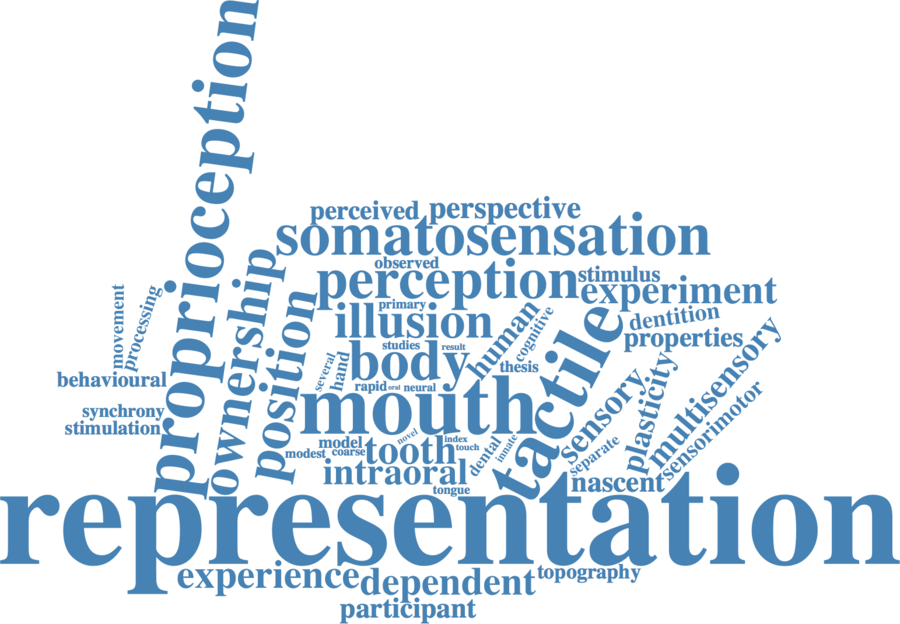 proprioception
perceived
perspective
somatosensation
observed
perception
stimulus
experiment
ownership
movement
processing
position
primary
illusion
human
cognitive
dentition
properties
studies
result
body
several
hand
thesis
tactile
behavioural
rapid
oral
neural
mouth
sensory
plasticity
multisensory
sensorimotor
synchrony
stimulation
novel
model
coarse
modest
tooth
index
touch
dental
innate
separate
intraoral
tongue
nascent
representation
experience
dependent
topography
participant